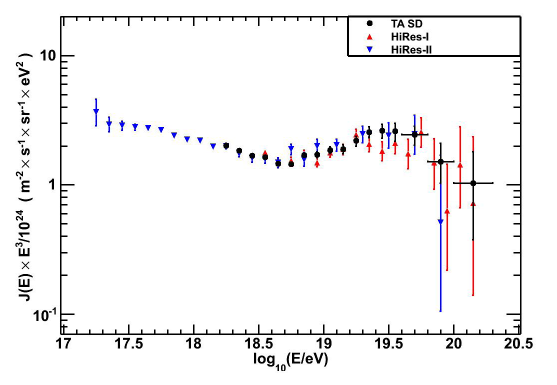 TA SD
HiRes-I
HiRes-II
10
1
10⁻¹
J(E) × E³/10²⁴ ( m⁻² × s⁻¹ × sr⁻¹ × eV² )
17 17.5 18 18.5 19 19.5 20 20.5
log₁₀(E/eV)